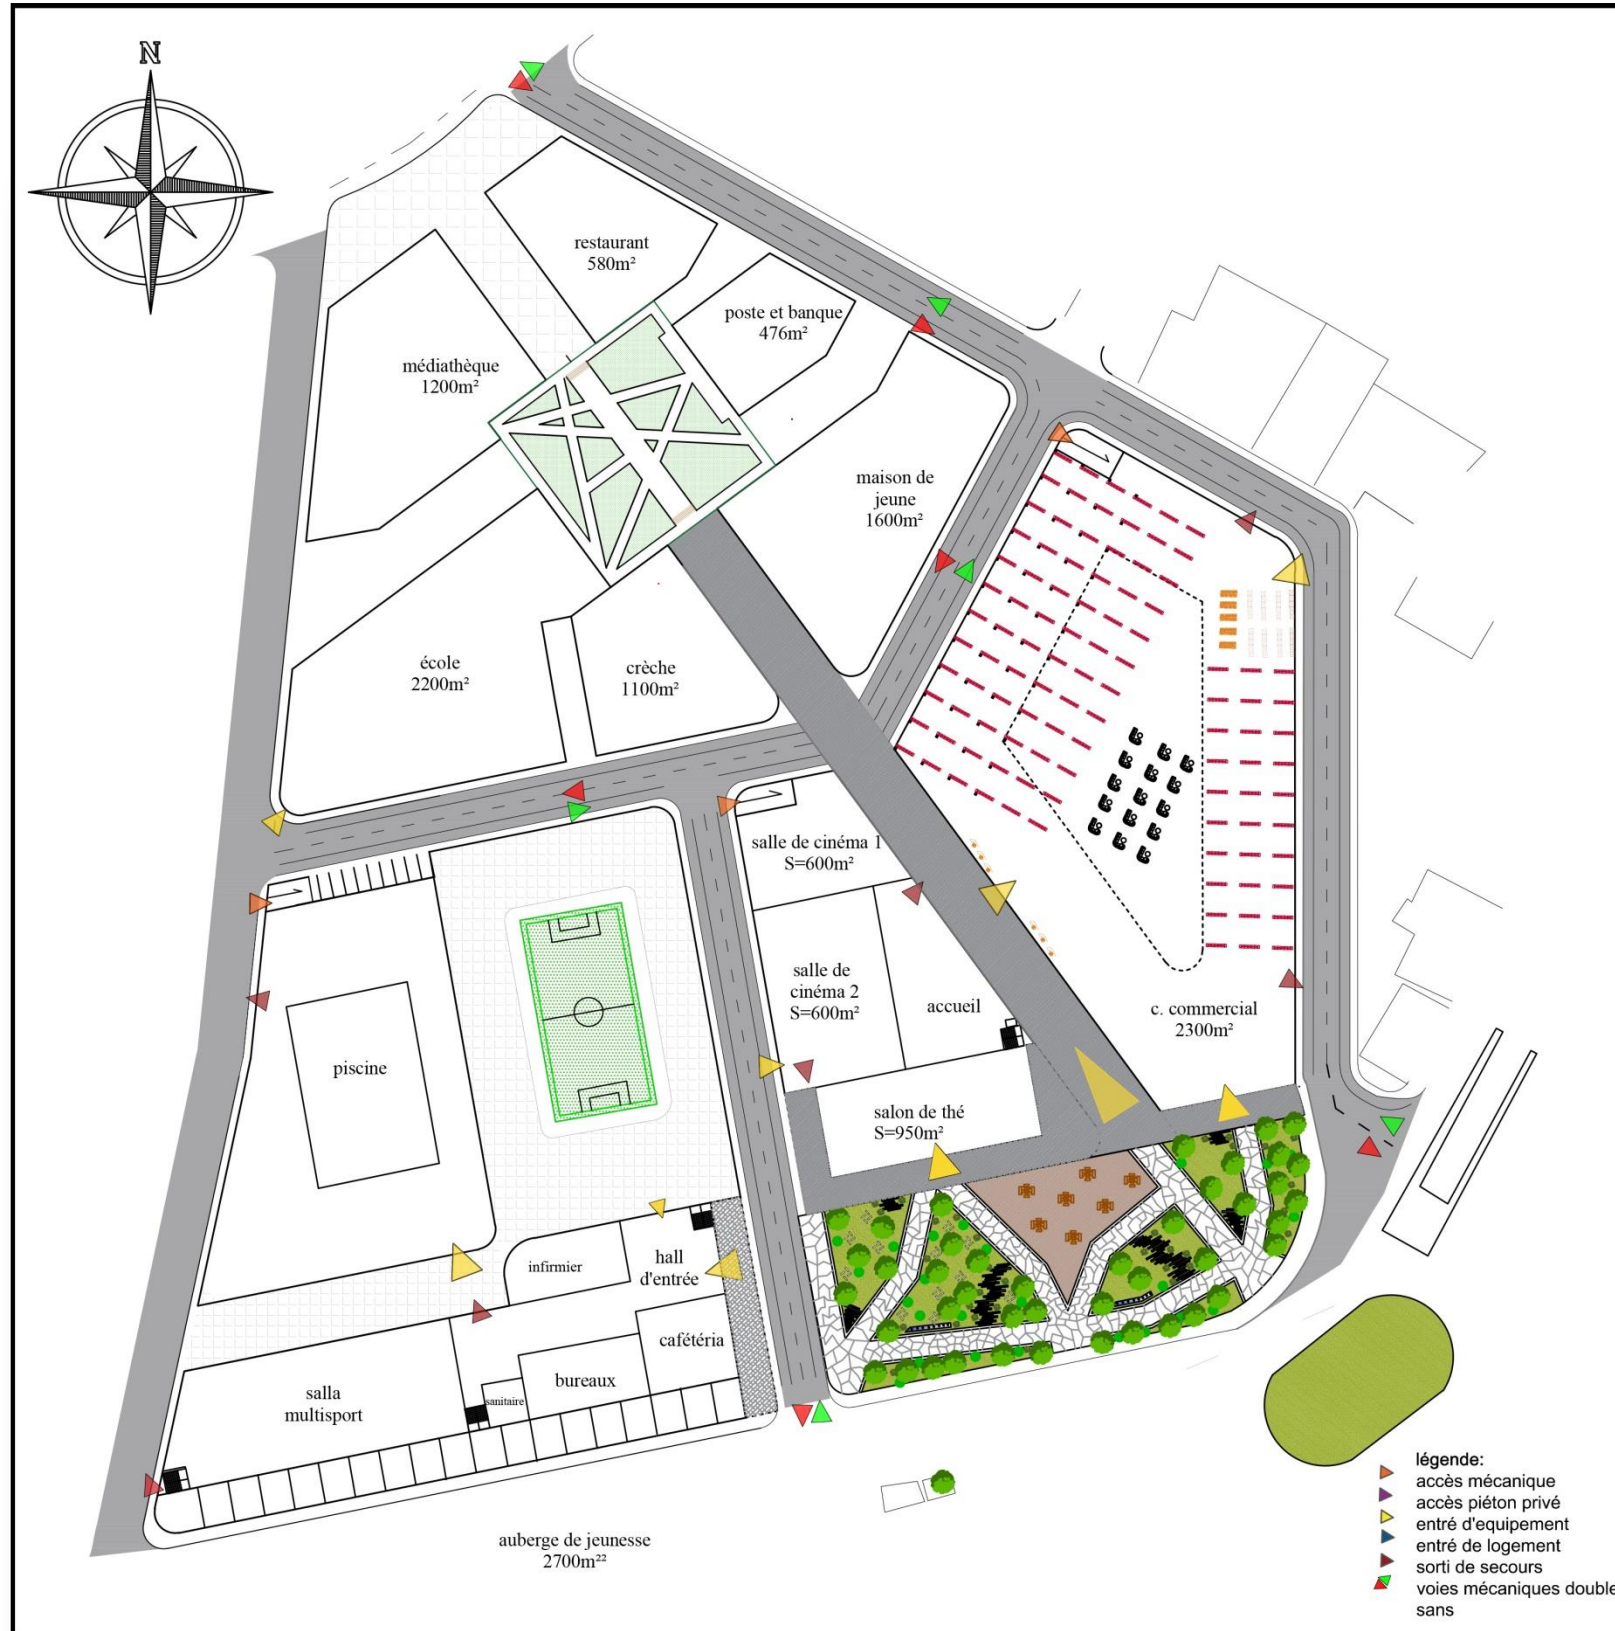 N
restaurant
580m²
poste et banque
476m²
médiathèque
1200m²
maison de
jeune
1600m²
école
2200m²
crèche
1100m²
salle de cinéma 1
S=600m²
salle de
cinéma 2
S=600m²
accueil
c. commercial
2300m²
piscine
salon de thé
S=950m²
infirmier
hall
d'entrée
cafétéria
bureaux
sanitaire
salla
multisport
auberge de jeunesse
2700m²²
légende:
accès mécanique
accès piéton privé
entré d'equipement
entré de logement
sorti de secours
voies mécaniques double
sans